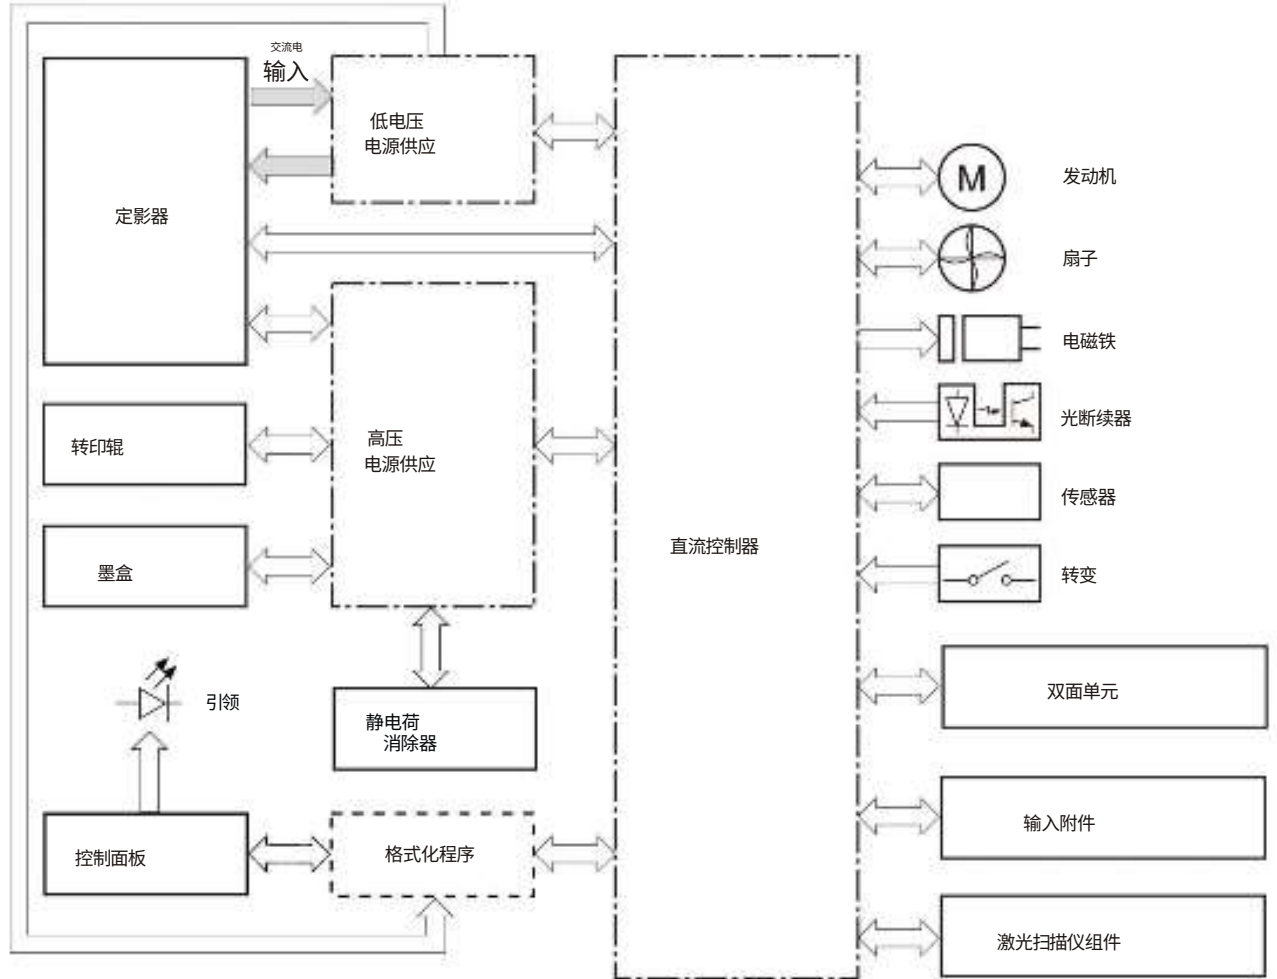 交流电
输入
低电压
电源供应
定影器
高压
电源供应
转印辊
墨盒
引领
静电荷
消除器
控制面板
格式化程序
直流控制器
M
发动机
扇子
电磁铁
光断续器
传感器
转变
双面单元
输入附件
激光扫描仪组件